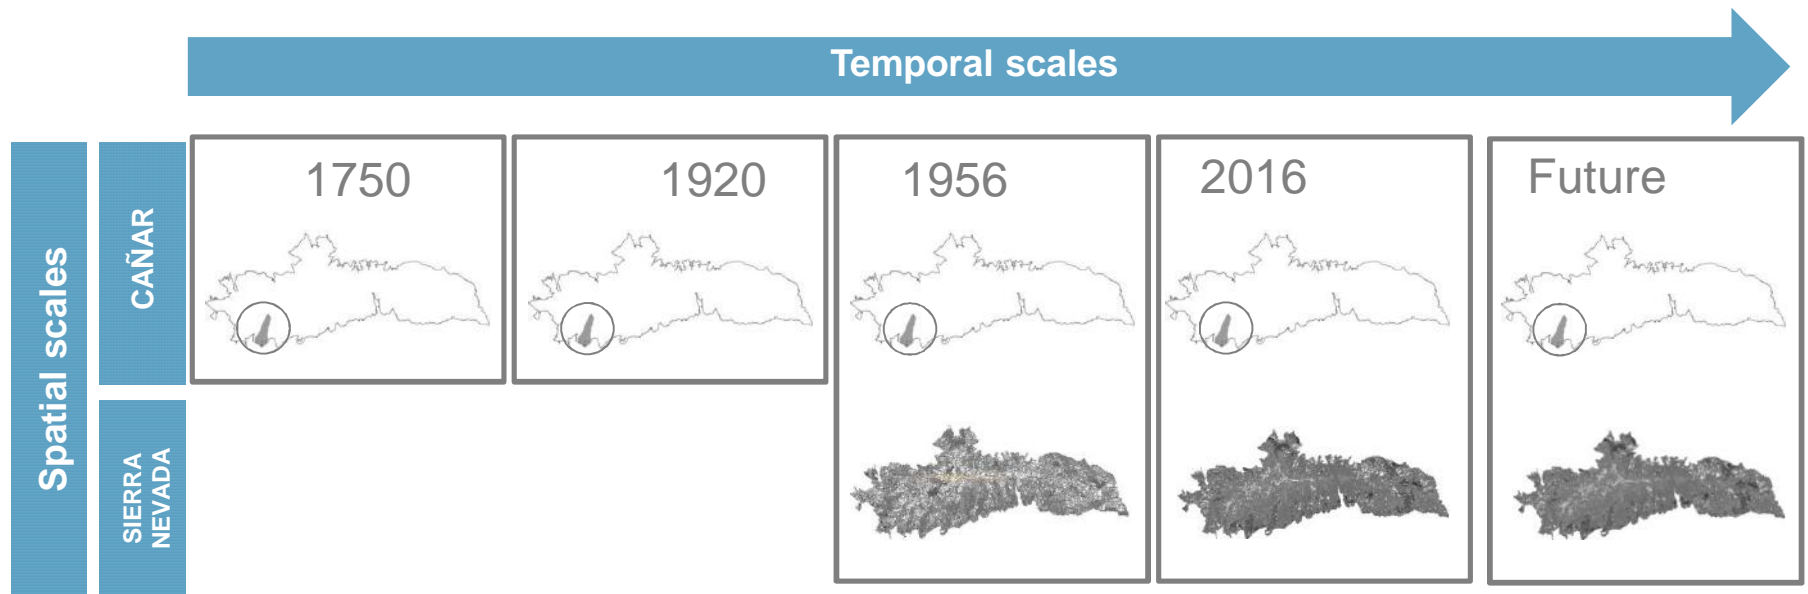 Temporal scales
Spatial scales
CAÑAR
1750
1920
1956
2016
Future
SIERRA
NEVADA